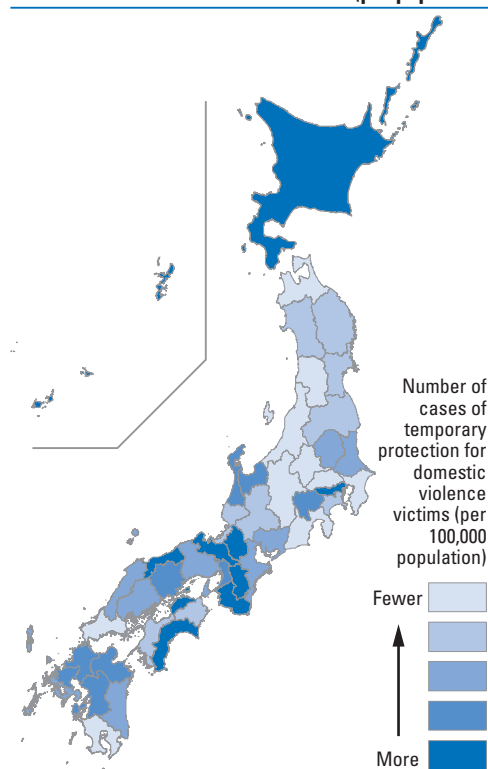 Number of
cases of
temporary
protection for
domestic
violence
victims (per
100,000
population)
Fewer
More